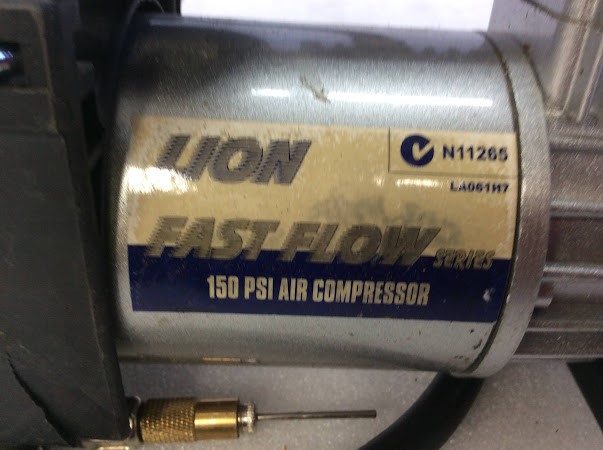 LION
N11265
LA061H7
FAST FLOW SERIES
150 PSI AIR COMPRESSOR